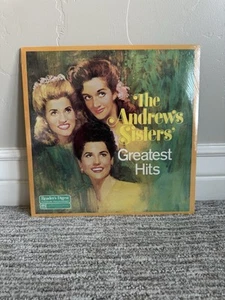 The
Andrews
Sisters'
Greatest
Hits
Reader's Digest